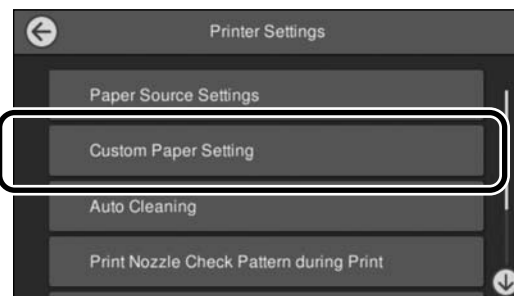 Printer Settings
Paper Source Settings
Custom Paper Setting
Auto Cleaning
Print Nozzle Check Pattern during Print